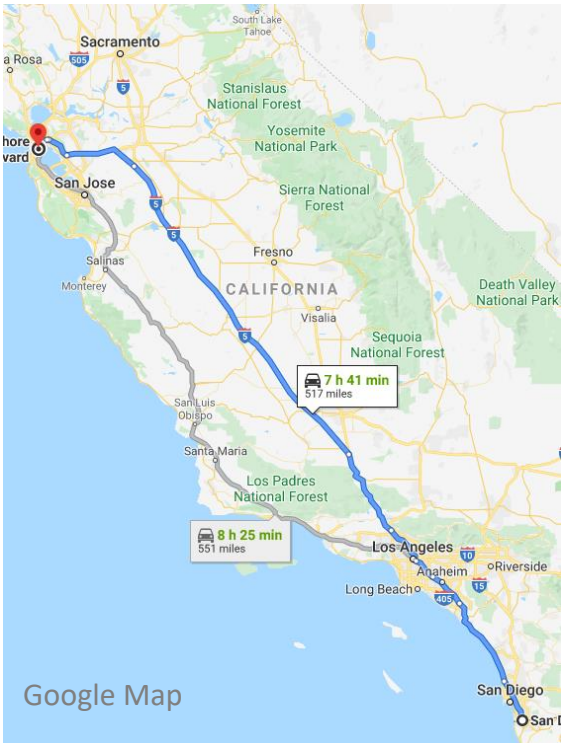 South Lake
Tahoe
Sacramento
a Rosa
505
5
Stanislaus
National Forest
hore
vard
Yosemite
National Park
San Jose
Sierra National
Forest
5
5
Salinas
Fresno
Monterey
CALIFORNIA
Death Valley
National Park
Visalia
5
Sequoia
National Forest
7 h 41 min
517 miles
San Luis
Obispo
Santa Maria
Los Padres
National Forest
8 h 25 min
551 miles
Los Angeles
10
Riverside
Anaheim
15
Long Beach
405
San Diego
San D
Google Map